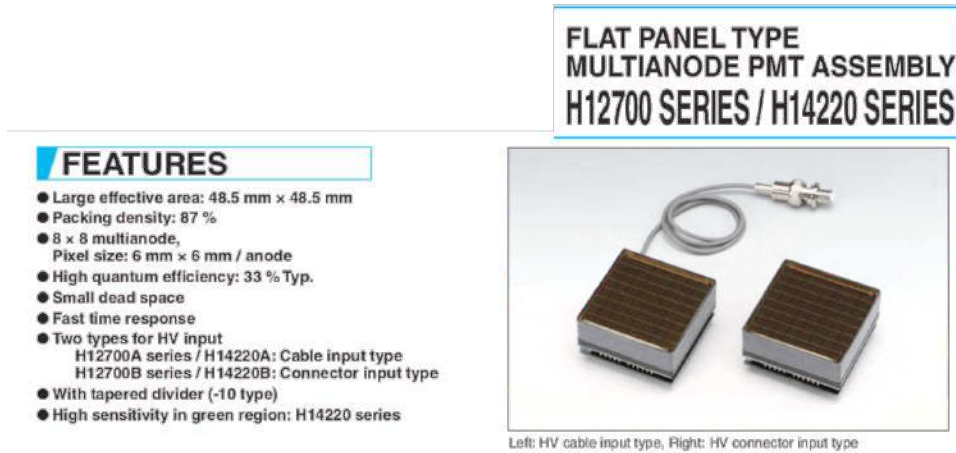 FLAT PANEL TYPE
MULTIANODE PMT ASSEMBLY
H12700 SERIES / H14220 SERIES
FEATURES
● Large effective area: 48.5 mm × 48.5 mm
● Packing density: 87 %
● 8 × 8 multianode,
Pixel size: 6 mm × 6 mm / anode
● High quantum efficiency: 33 % Typ.
● Small dead space
● Fast time response
● Two types for HV input
H12700A series / H14220A: Cable input type
H12700B series / H14220B: Connector input type
● With tapered divider (-10 type)
● High sensitivity in green region: H14220 series
Left: HV cable input type, Right: HV connector input type